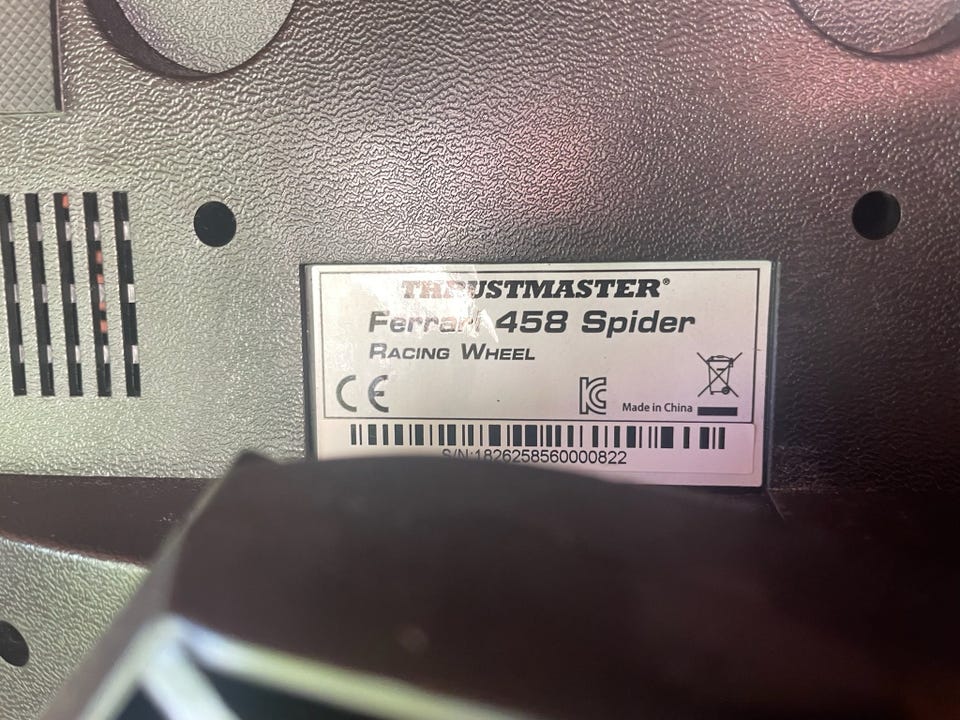 THRUSTMASTER®
Ferrari 458 Spider
RACING WHEEL
CE
Made in China
S/N:1826258560000822